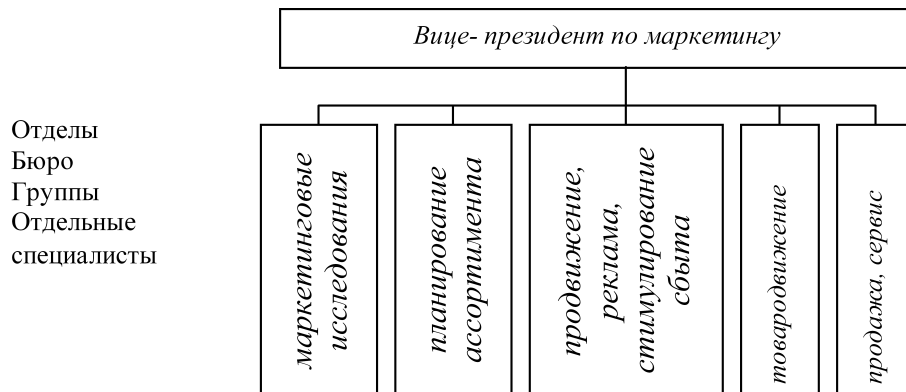 Вице- президент по маркетингу
Отделы
Бюро
Группы
Отдельные
специалисты
маркетинговые
исследования
планирование
ассортимента
продвижение,
реклама,
стимулирование
сбыта
товародвижение
продажа, сервис